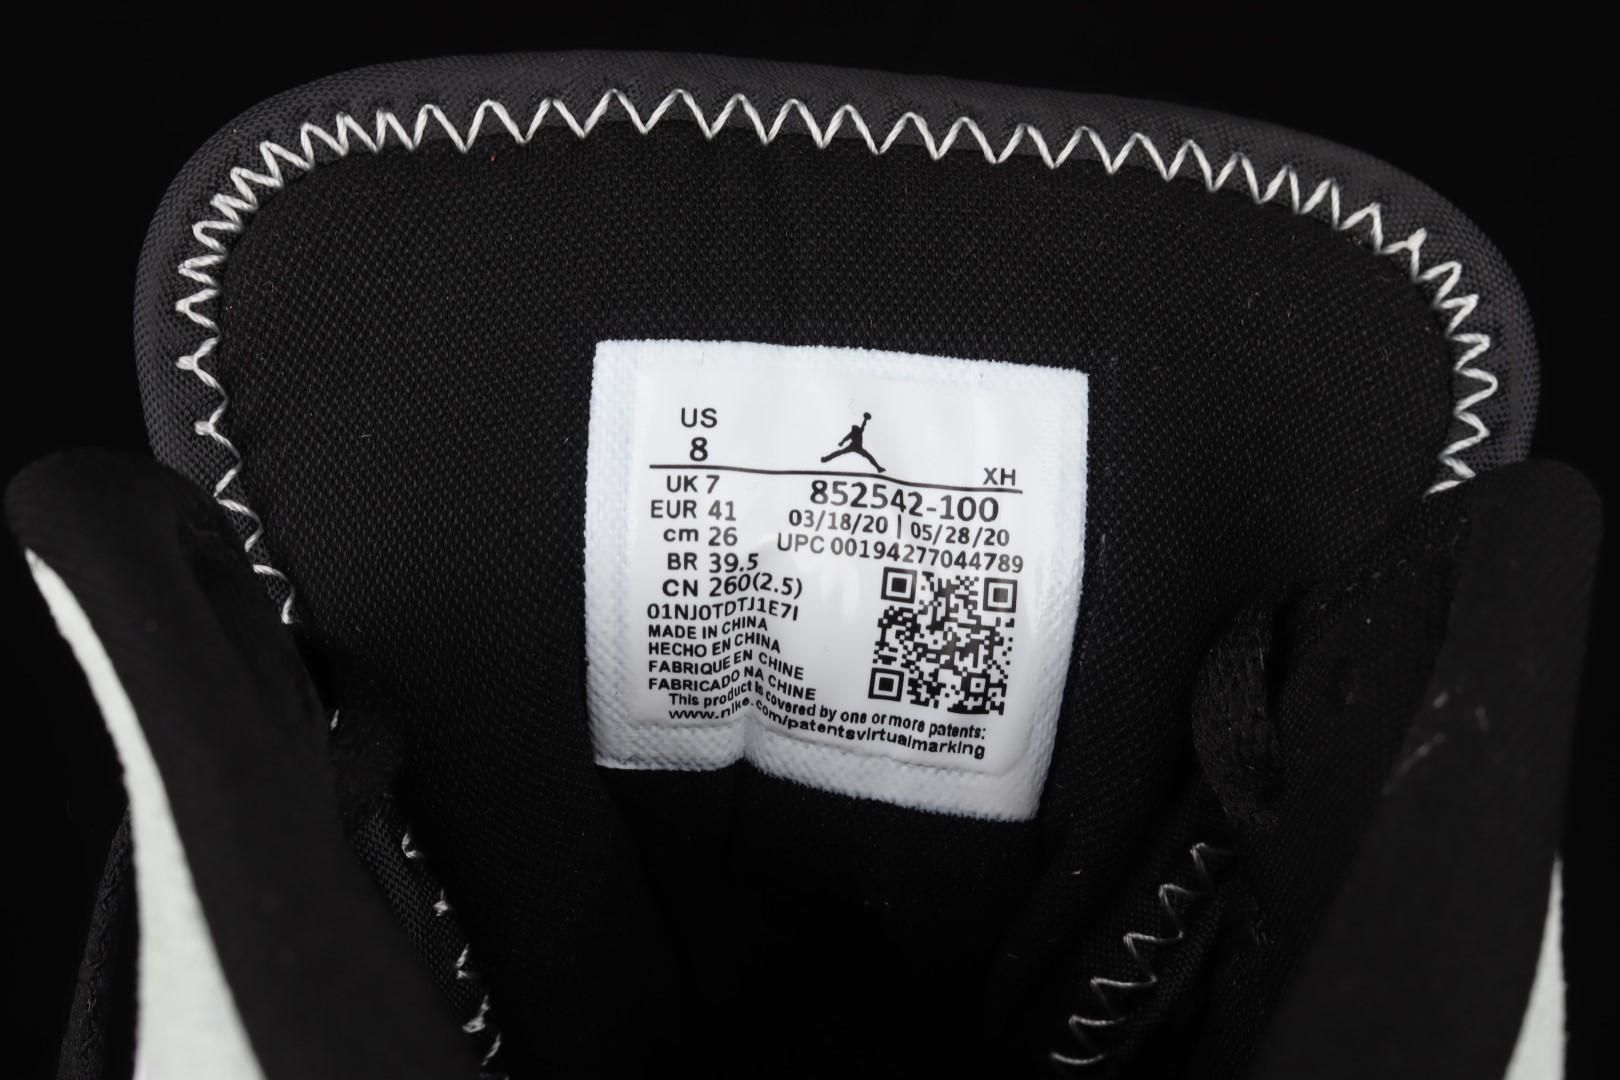 US
8
XH
UK 7
EUR 41
cm 26
BR 39.5
CN 260(2.5)
852542-100
03/18/20 | 05/28/20
UPC 00194277044789
01NJ0TDTJ1E7I
MADE IN CHINA
HECHO EN CHINA
FABRIQUE EN CHINE
FABRICADO NA CHINE
This product is covered by one or more patents:
www.nike.com/patentsvirtualmarking